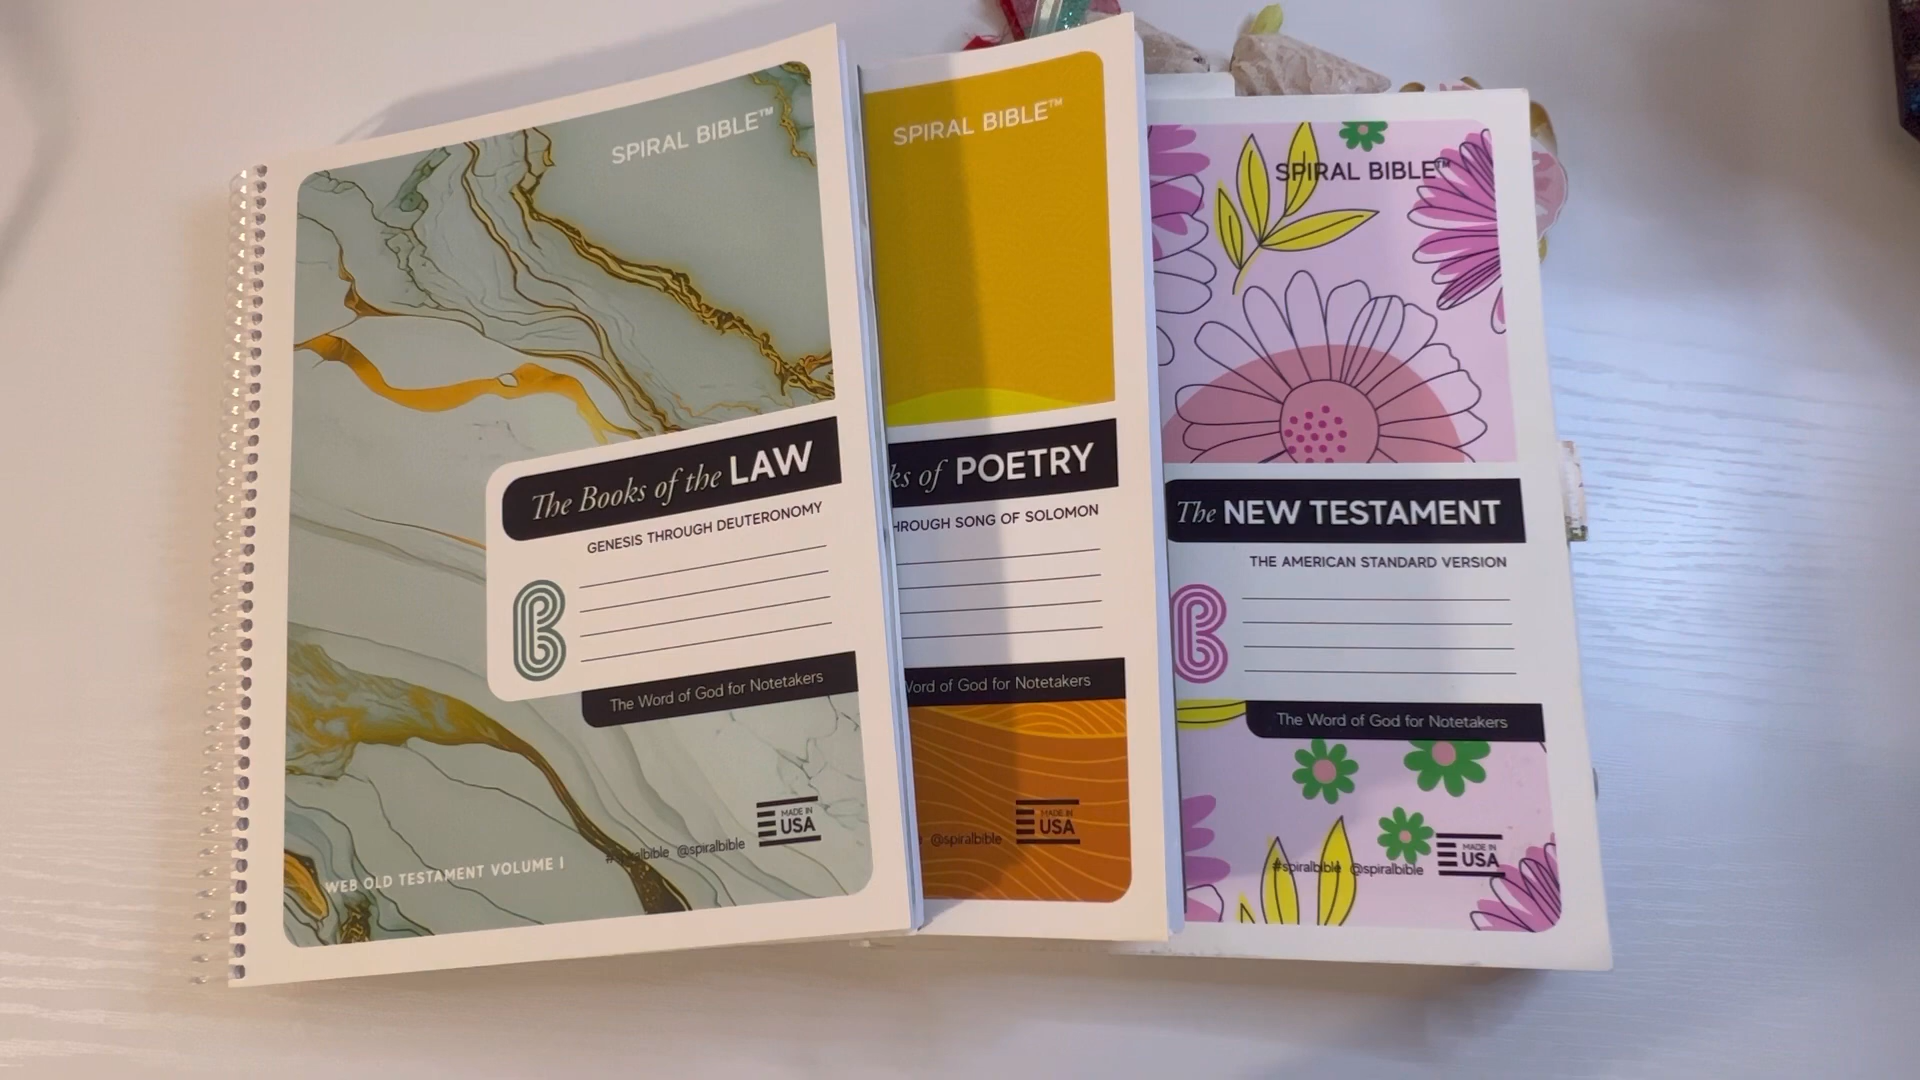 SPIRAL BIBLE™
The Books of the LAW
GENESIS THROUGH DEUTERONOMY
B
The Word of God for Notetakers
WEB OLD TESTAMENT VOLUME I
#spiralbible @spiralbible
MADE IN
USA
SPIRAL BIBLE™
ks of POETRY
HROUGH SONG OF SOLOMON
Word of God for Notetakers
@spiralbible
MADE IN
USA
SPIRAL BIBLE™
The NEW TESTAMENT
THE AMERICAN STANDARD VERSION
B
The Word of God for Notetakers
#spiralbible @spiralbible
MADE IN
USA